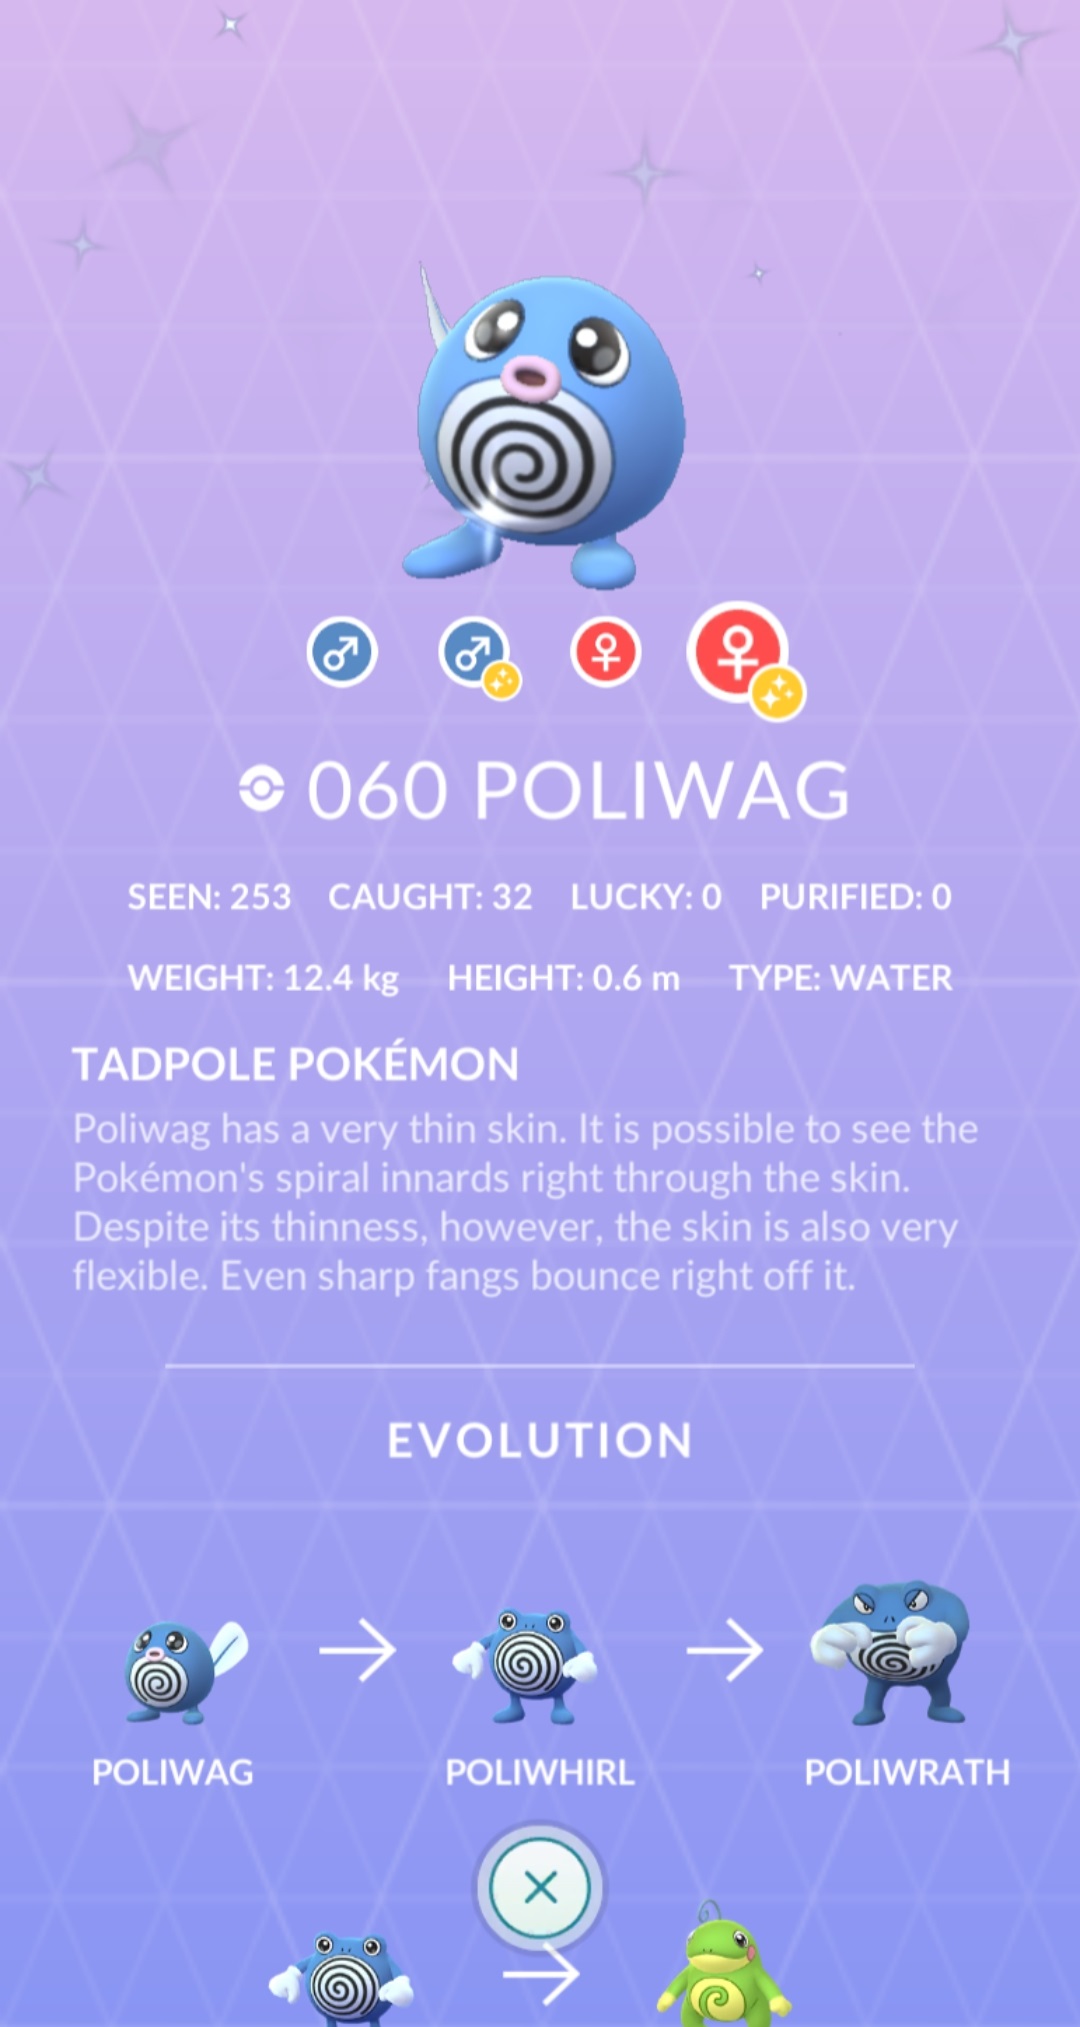 060 POLIWAG
SEEN: 253 CAUGHT: 32 LUCKY: 0 PURIFIED: 0
WEIGHT: 12.4 kg HEIGHT: 0.6 m TYPE: WATER
TADPOLE POKÉMON
Poliwag has a very thin skin. It is possible to see the
Pokémon's spiral innards right through the skin.
Despite its thinness, however, the skin is also very
flexible. Even sharp fangs bounce right off it.
EVOLUTION
POLIWAG POLIWHIRL POLIWRATH